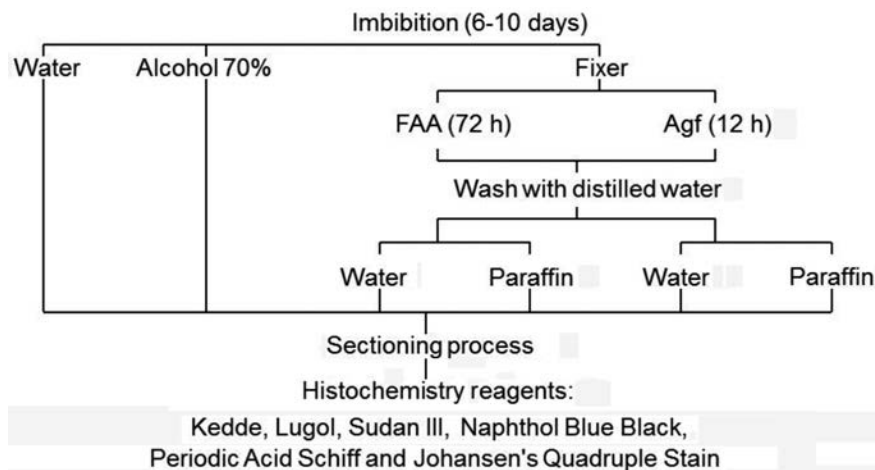 Imbibition (6-10 days)
Water Alcohol 70% Fixer
FAA (72 h) Agf (12 h)
Wash with distilled water
Water Paraffin Water Paraffin
Sectioning process
Histochemistry reagents:
Kedde, Lugol, Sudan III, Naphthol Blue Black,
Periodic Acid Schiff and Johansen's Quadruple Stain